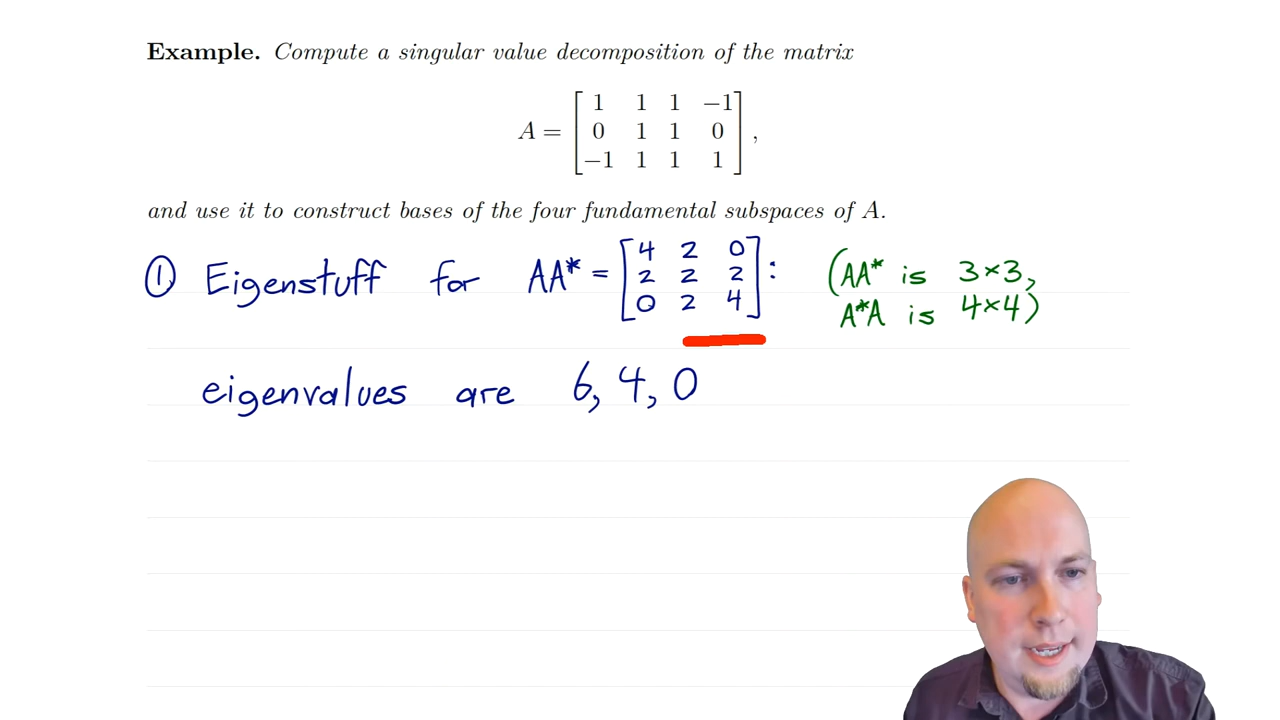 Example. Compute a singular value decomposition of the matrix
A = [ 1 1 1 −1
0 1 1 0
−1 1 1 1 ] ,
and use it to construct bases of the four fundamental subspaces of A.
① Eigenstuff for AA* = [ 4 2 0
2 2 2
0 2 4 ] :
(AA* is 3×3,
A*A is 4×4)
eigenvalues are 6, 4, 0